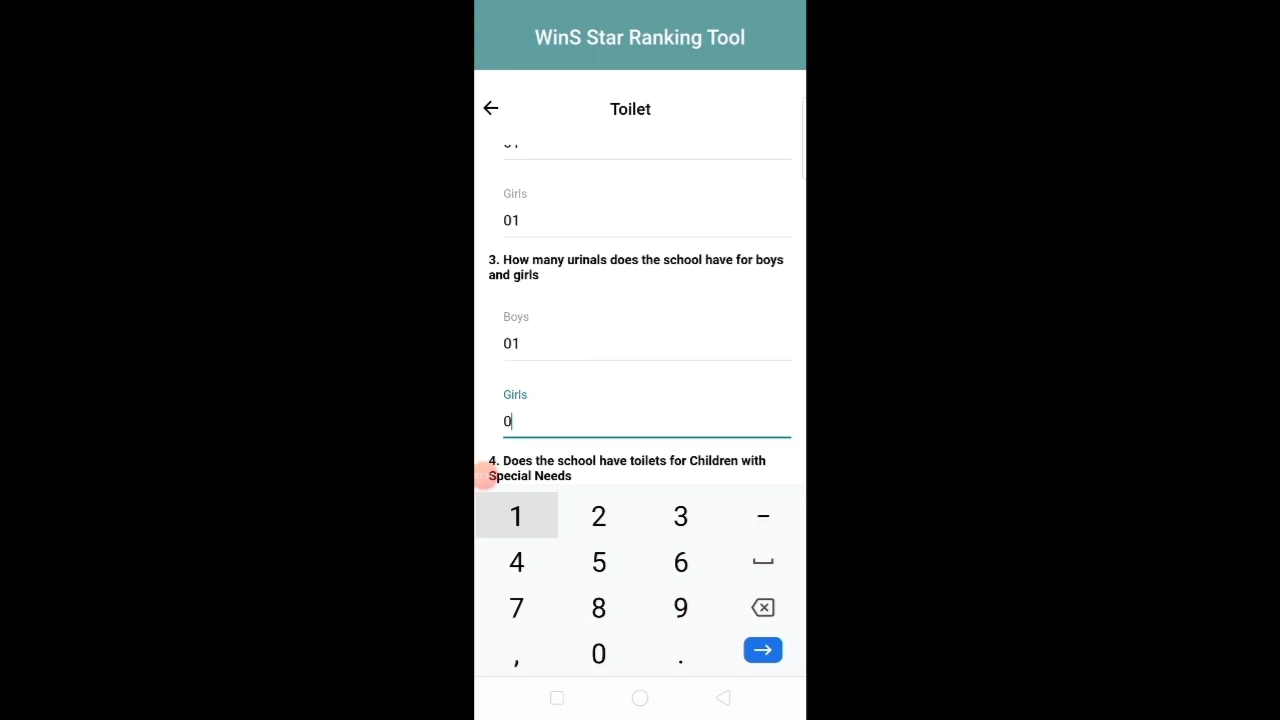 WinS Star Ranking Tool
Toilet
Girls
01
3. How many urinals does the school have for boys
and girls
Boys
01
Girls
0
4. Does the school have toilets for Children with
Special Needs
1 2 3 –
4 5 6
7 8 9
, 0 .